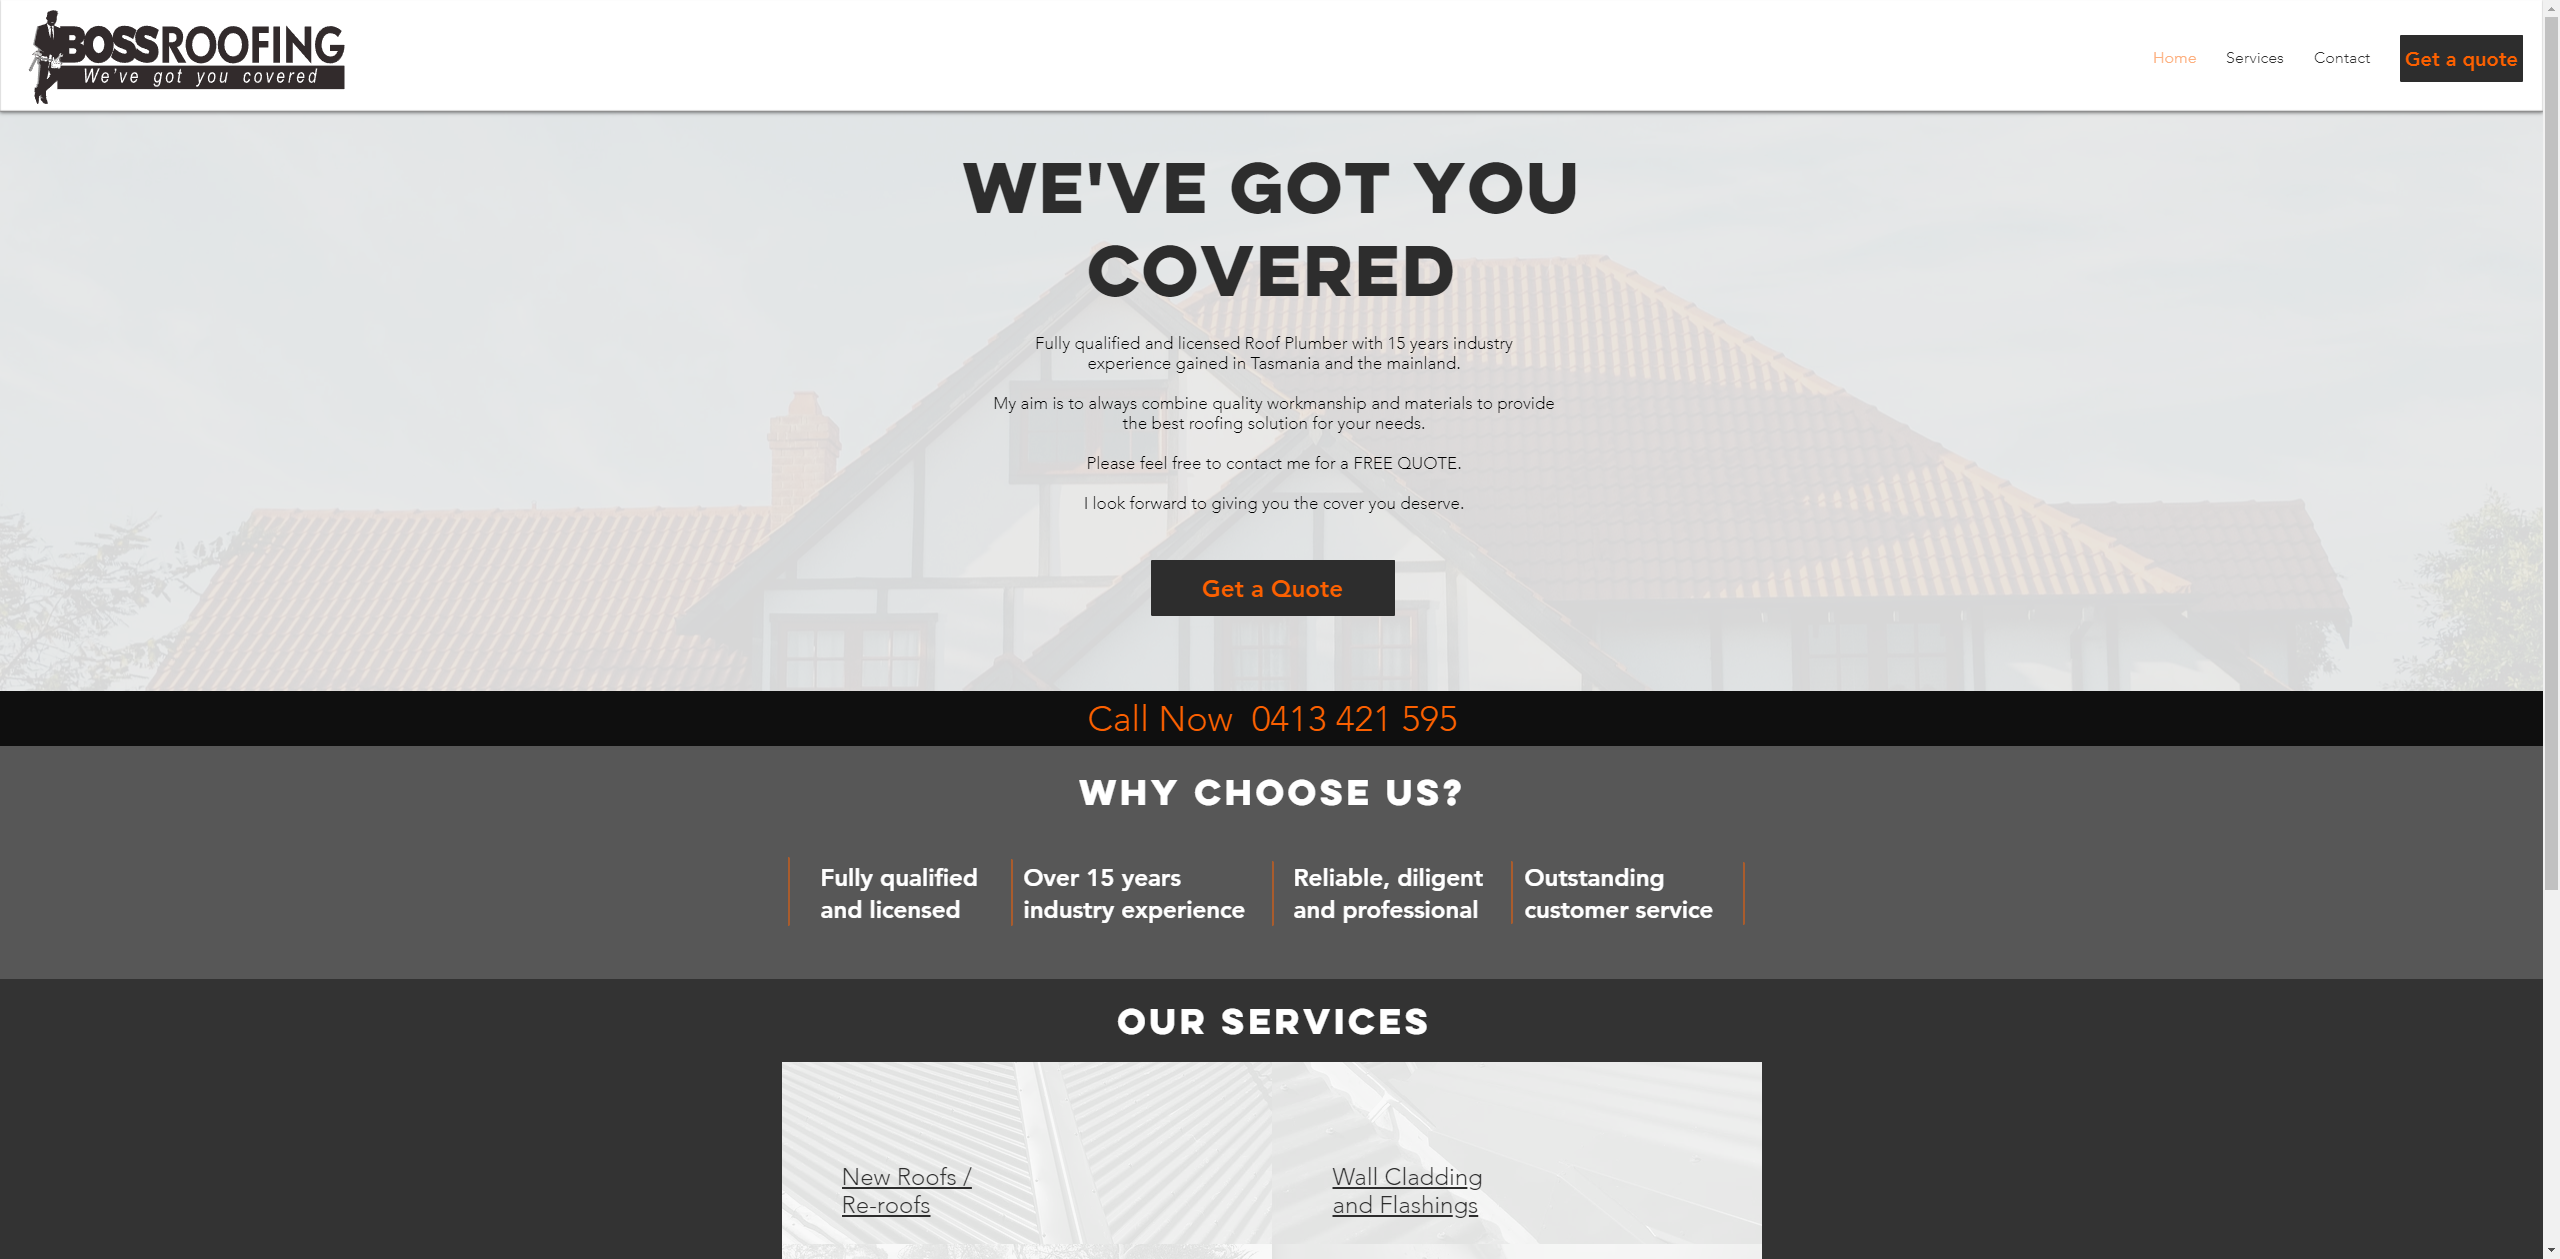 BOSSROOFING
We've got you covered
Home
Services
Contact
Get a quote
WE'VE GOT YOU
COVERED
Fully qualified and licensed Roof Plumber with 15 years industry
experience gained in Tasmania and the mainland.
My aim is to always combine quality workmanship and materials to provide
the best roofing solution for your needs.
Please feel free to contact me for a FREE QUOTE.
I look forward to giving you the cover you deserve.
Get a Quote
Call Now  0413 421 595
WHY CHOOSE US?
Fully qualified
and licensed
Over 15 years
industry experience
Reliable, diligent
and professional
Outstanding
customer service
OUR SERVICES
New Roofs /
Re-roofs
Wall Cladding
and Flashings